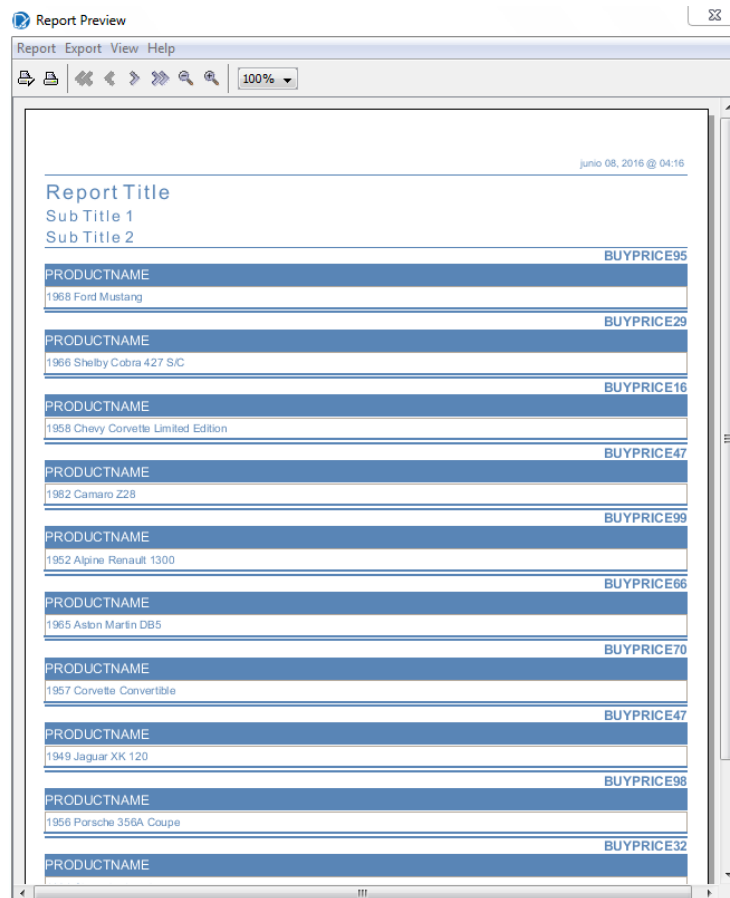 Report Preview
Report Export View Help
100%
junio 08, 2016 @ 04:16
Report Title
Sub Title 1
Sub Title 2
BUYPRICE95
PRODUCTNAME
1968 Ford Mustang
BUYPRICE29
PRODUCTNAME
1966 Shelby Cobra 427 S/C
BUYPRICE16
PRODUCTNAME
1958 Chevy Corvette Limited Edition
BUYPRICE47
PRODUCTNAME
1982 Camaro Z28
BUYPRICE99
PRODUCTNAME
1952 Alpine Renault 1300
BUYPRICE66
PRODUCTNAME
1965 Aston Martin DB5
BUYPRICE70
PRODUCTNAME
1957 Corvette Convertible
BUYPRICE47
PRODUCTNAME
1949 Jaguar XK 120
BUYPRICE98
PRODUCTNAME
1956 Porsche 356A Coupe
BUYPRICE32
PRODUCTNAME